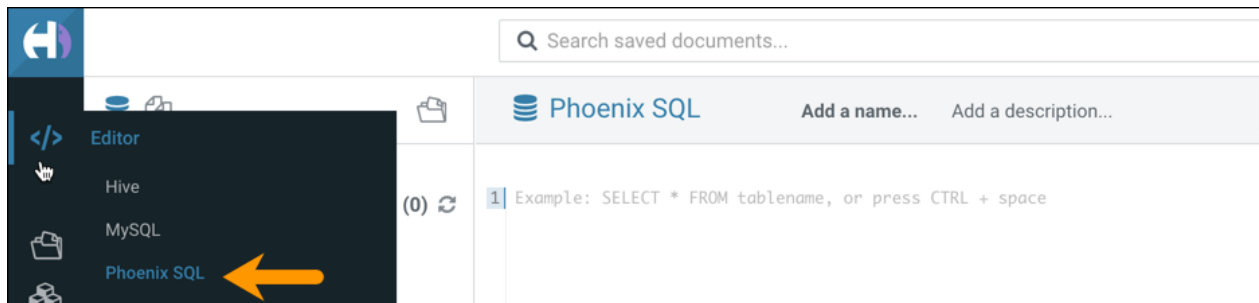 Search saved documents...
Phoenix SQL Add a name... Add a description...
</> Editor
Hive
(0)
1 Example: SELECT * FROM tablename, or press CTRL + space
MySQL
Phoenix SQL